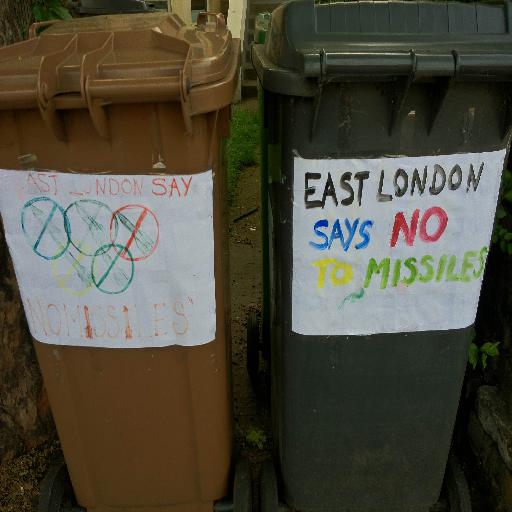 EAST LONDON SAY
NO MISSILES'
EAST LONDON
SAYS NO
TO MISSILES